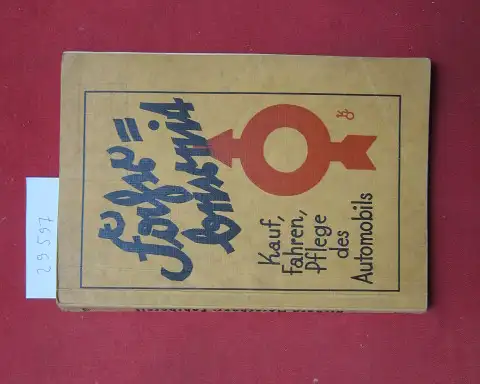 Fahr=
bereit
Kauf,
Fahren,
Pflege
des
Automobils
29597